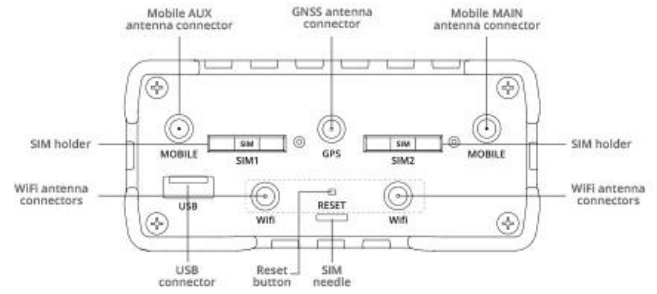 Mobile AUX
antenna connector
GNSS antenna
connector
Mobile MAIN
antenna connector
SIM holder
SIM
SIM
SIM holder
MOBILE
SIM1
GPS
SIM2
MOBILE
WiFi antenna
connectors
WiFi antenna
connectors
USB
RESET
Wifi
Wifi
USB
connector
Reset
button
SIM
needle